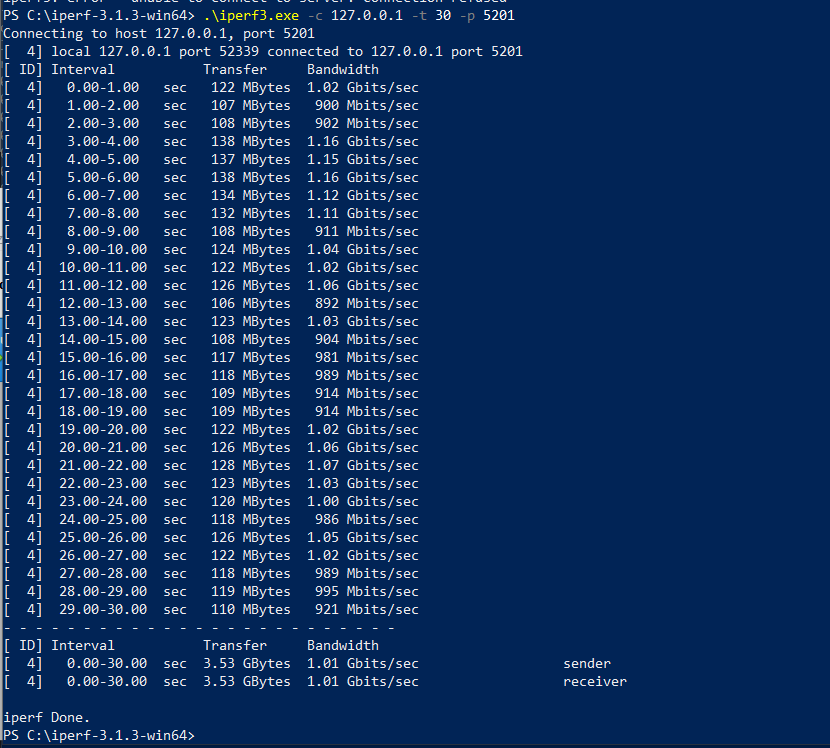 PS C:\iperf-3.1.3-win64> .\iperf3.exe -c 127.0.0.1 -t 30 -p 5201
Connecting to host 127.0.0.1, port 5201
[  4] local 127.0.0.1 port 52339 connected to 127.0.0.1 port 5201
[ ID] Interval           Transfer     Bandwidth
[  4]   0.00-1.00   sec   122 MBytes  1.02 Gbits/sec
[  4]   1.00-2.00   sec   107 MBytes   900 Mbits/sec
[  4]   2.00-3.00   sec   108 MBytes   902 Mbits/sec
[  4]   3.00-4.00   sec   138 MBytes  1.16 Gbits/sec
[  4]   4.00-5.00   sec   137 MBytes  1.15 Gbits/sec
[  4]   5.00-6.00   sec   138 MBytes  1.16 Gbits/sec
[  4]   6.00-7.00   sec   134 MBytes  1.12 Gbits/sec
[  4]   7.00-8.00   sec   132 MBytes  1.11 Gbits/sec
[  4]   8.00-9.00   sec   108 MBytes   911 Mbits/sec
[  4]   9.00-10.00  sec   124 MBytes  1.04 Gbits/sec
[  4]  10.00-11.00  sec   122 MBytes  1.02 Gbits/sec
[  4]  11.00-12.00  sec   126 MBytes  1.06 Gbits/sec
[  4]  12.00-13.00  sec   106 MBytes   892 Mbits/sec
[  4]  13.00-14.00  sec   123 MBytes  1.03 Gbits/sec
[  4]  14.00-15.00  sec   108 MBytes   904 Mbits/sec
[  4]  15.00-16.00  sec   117 MBytes   981 Mbits/sec
[  4]  16.00-17.00  sec   118 MBytes   989 Mbits/sec
[  4]  17.00-18.00  sec   109 MBytes   914 Mbits/sec
[  4]  18.00-19.00  sec   109 MBytes   914 Mbits/sec
[  4]  19.00-20.00  sec   122 MBytes  1.02 Gbits/sec
[  4]  20.00-21.00  sec   126 MBytes  1.06 Gbits/sec
[  4]  21.00-22.00  sec   128 MBytes  1.07 Gbits/sec
[  4]  22.00-23.00  sec   123 MBytes  1.03 Gbits/sec
[  4]  23.00-24.00  sec   120 MBytes  1.00 Gbits/sec
[  4]  24.00-25.00  sec   118 MBytes   986 Mbits/sec
[  4]  25.00-26.00  sec   126 MBytes  1.05 Gbits/sec
[  4]  26.00-27.00  sec   122 MBytes  1.02 Gbits/sec
[  4]  27.00-28.00  sec   118 MBytes   989 Mbits/sec
[  4]  28.00-29.00  sec   119 MBytes   995 Mbits/sec
[  4]  29.00-30.00  sec   110 MBytes   921 Mbits/sec
- - - - - - - - - - - - - - - - - - - - - - - - -
[ ID] Interval           Transfer     Bandwidth
[  4]   0.00-30.00  sec  3.53 GBytes  1.01 Gbits/sec                  sender
[  4]   0.00-30.00  sec  3.53 GBytes  1.01 Gbits/sec                  receiver
iperf Done.
PS C:\iperf-3.1.3-win64>